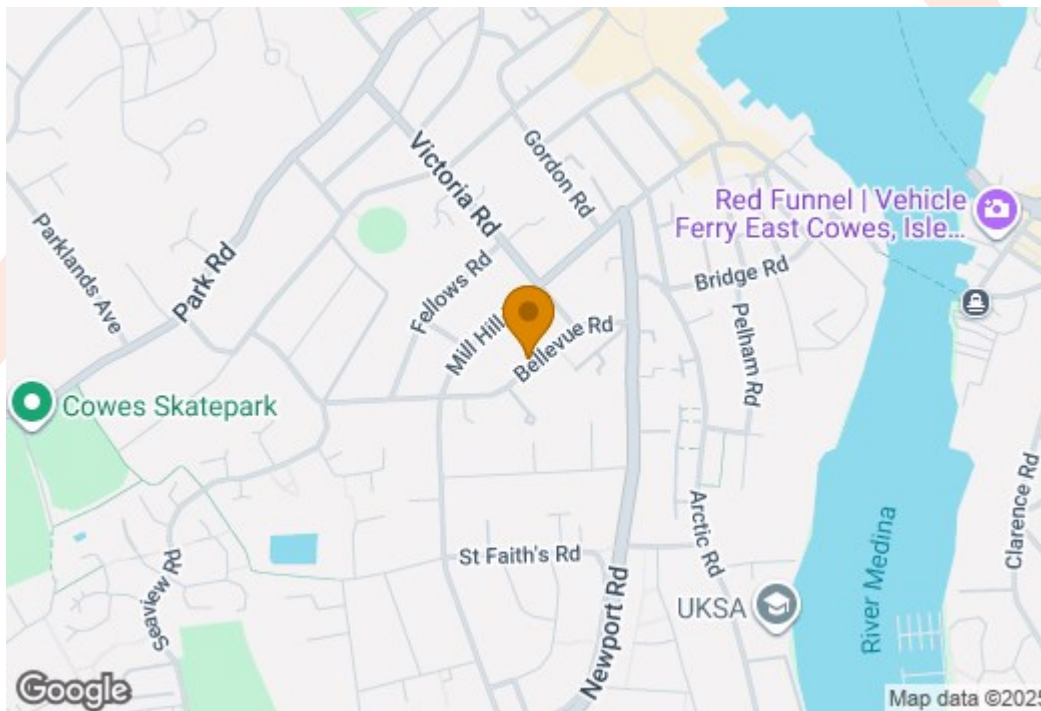 Gordon Rd
Victoria Rd
Red Funnel | Vehicle
Ferry East Cowes, Isle...
Parklands Ave
Park Rd
Fellows Rd
Bridge Rd
Mill Hill
Bellevue Rd
Pelham Rd
Cowes Skatepark
Clarence Rd
Arctic Rd
River Medina
St Faith's Rd
Seaview Rd
UKSA
Newport Rd
Google
Map data ©2025